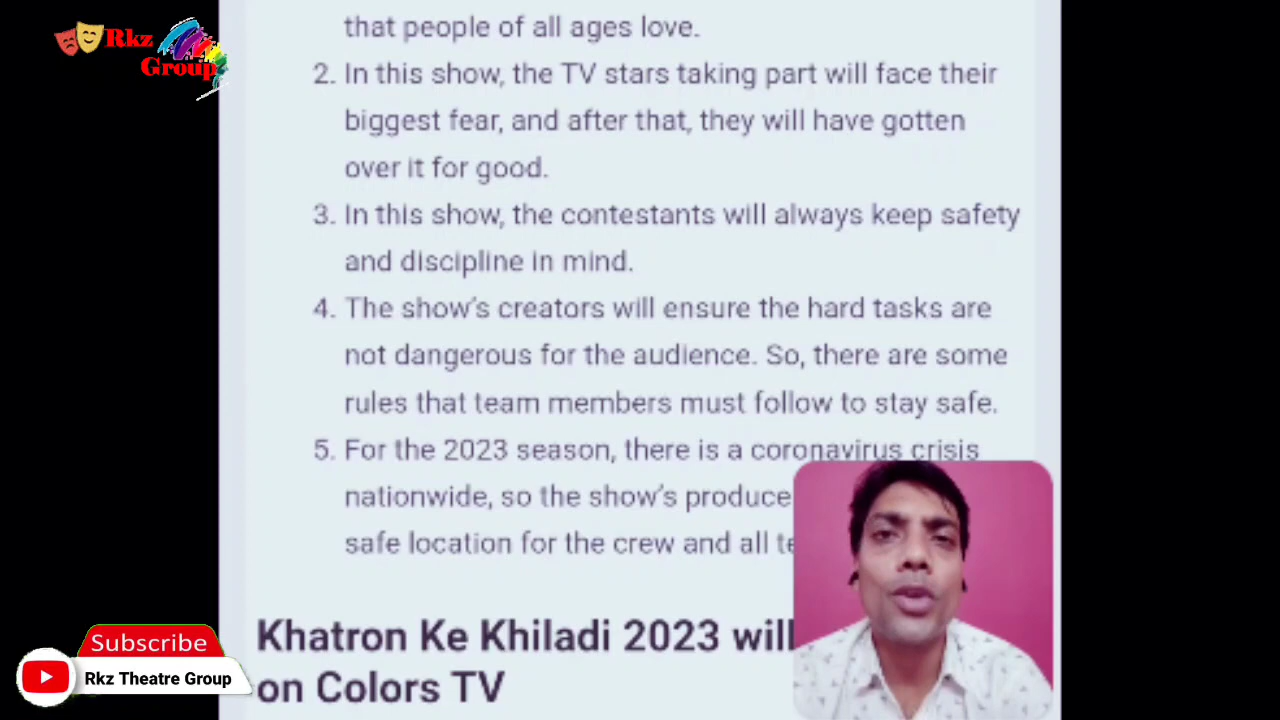 Rkz
Group
that people of all ages love.
2. In this show, the TV stars taking part will face their
biggest fear, and after that, they will have gotten
over it for good.
3. In this show, the contestants will always keep safety
and discipline in mind.
4. The show's creators will ensure the hard tasks are
not dangerous for the audience. So, there are some
rules that team members must follow to stay safe.
5. For the 2023 season, there is a coronavirus crisis
nationwide, so the show's produce
safe location for the crew and all te
Khatron Ke Khiladi 2023 will
on Colors TV
Subscribe
Rkz Theatre Group